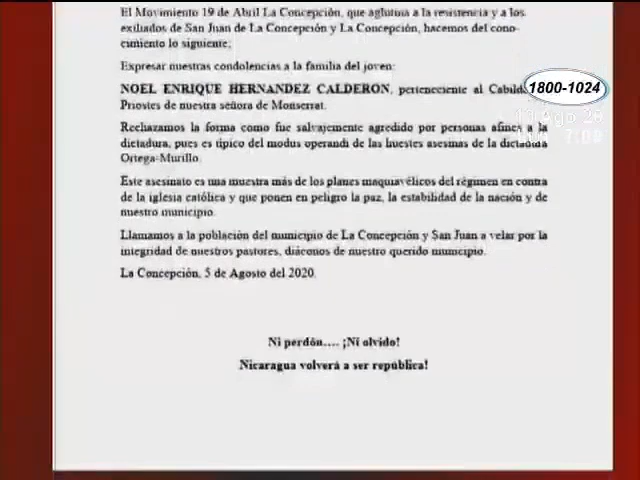 El Movimiento 19 de Abril La Concepción, que aglutina a la resistencia y a los
exiliados de San Juan de La Concepción y La Concepción, hacemos del cono-
cimiento lo siguiente:
Expresar nuestras condolencias a la familia del joven:
NOEL ENRIQUE HERNANDEZ CALDERON, perteneciente al Cabildo
Priostes de nuestra señora de Monserrat.
1800-1024
Rechazamos la forma como fue salvajemente agredido por personas afines a la
dictadura, pues es típico del modus operandi de las huestes asesinas de la dictadura
Ortega-Murillo.
Este asesinato es una muestra más de los planes maquiavélicos del régimen en contra
de la iglesia católica y que ponen en peligro la paz, la estabilidad de la nación y de
nuestro municipio.
Llamamos a la población del municipio de La Concepción y San Juan a velar por la
integridad de nuestros pastores, diáconos de nuestro querido municipio.
La Concepción, 5 de Agosto del 2020.
Ni perdón.... ¡Ni olvido!
Nicaragua volverá a ser república!